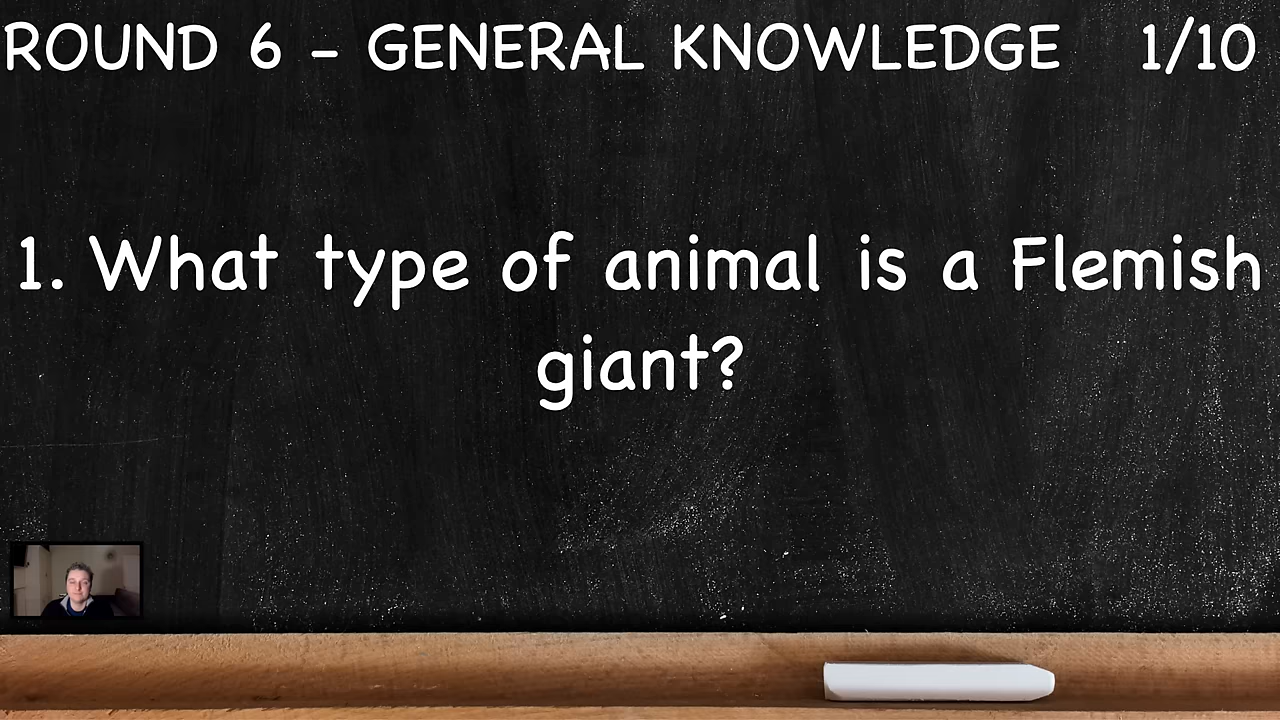 ROUND 6 - GENERAL KNOWLEDGE 1/10
1. What type of animal is a Flemish
giant?